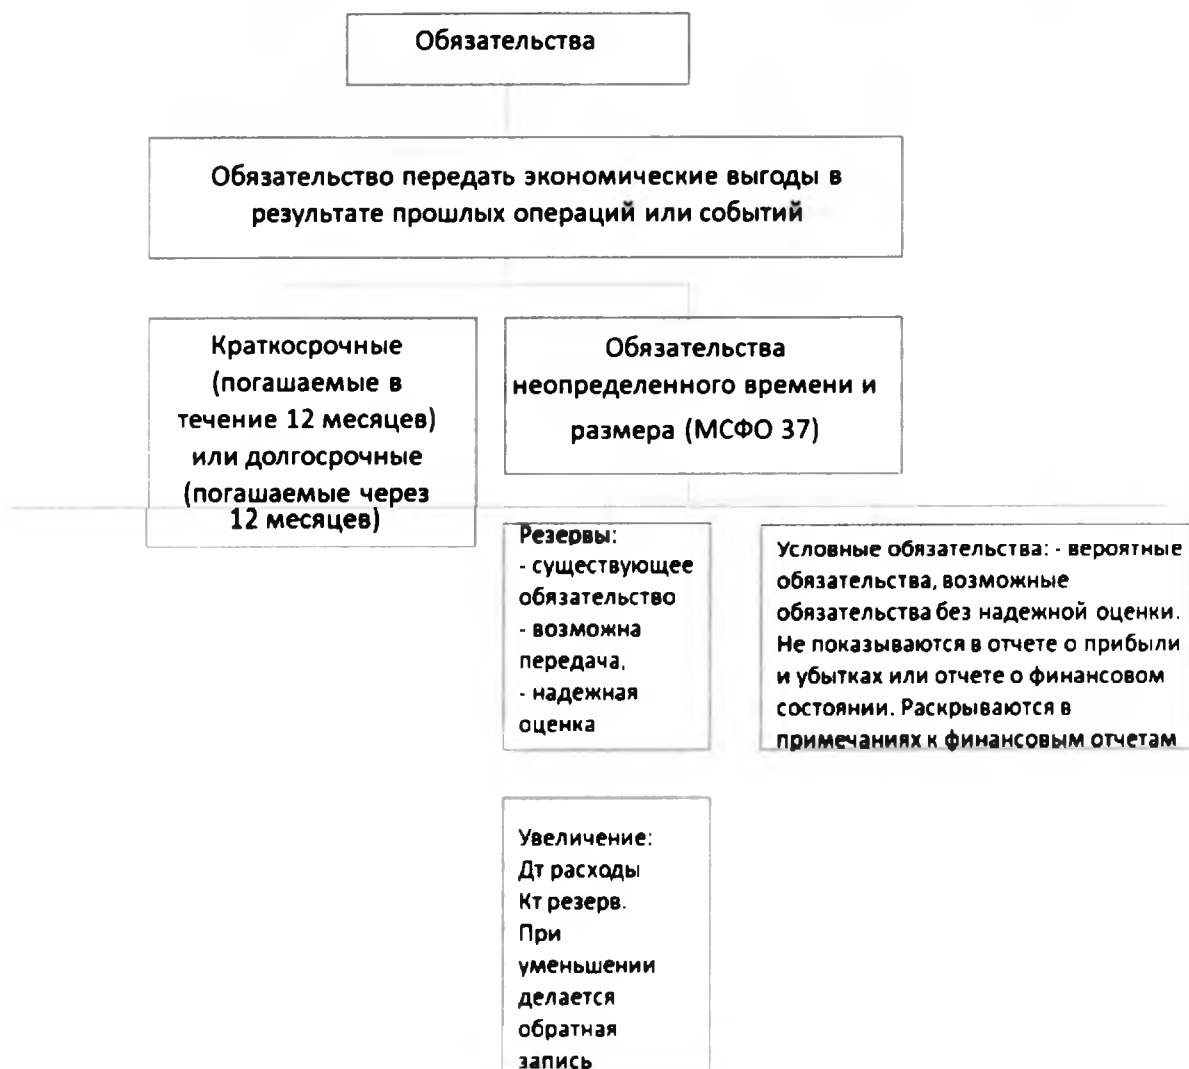 Обязательства
Обязательство передать экономические выгоды в
результате прошлых операций или событий
Краткосрочные
(погашаемые в
течение 12 месяцев)
или долгосрочные
(погашаемые через
12 месяцев)
Обязательства
неопределенного времени и
размера (МСФО 37)
Резервы:
- существующее
обязательство
- возможна
передача,
- надежная
оценка
Условные обязательства: - вероятные
обязательства, возможные
обязательства без надежной оценки.
Не показываются в отчете о прибыли
и убытках или отчете о финансовом
состоянии. Раскрываются в
примечаниях к финансовым отчетам
Увеличение:
Дт расходы
Кт резерв.
При
уменьшении
делается
обратная
запись